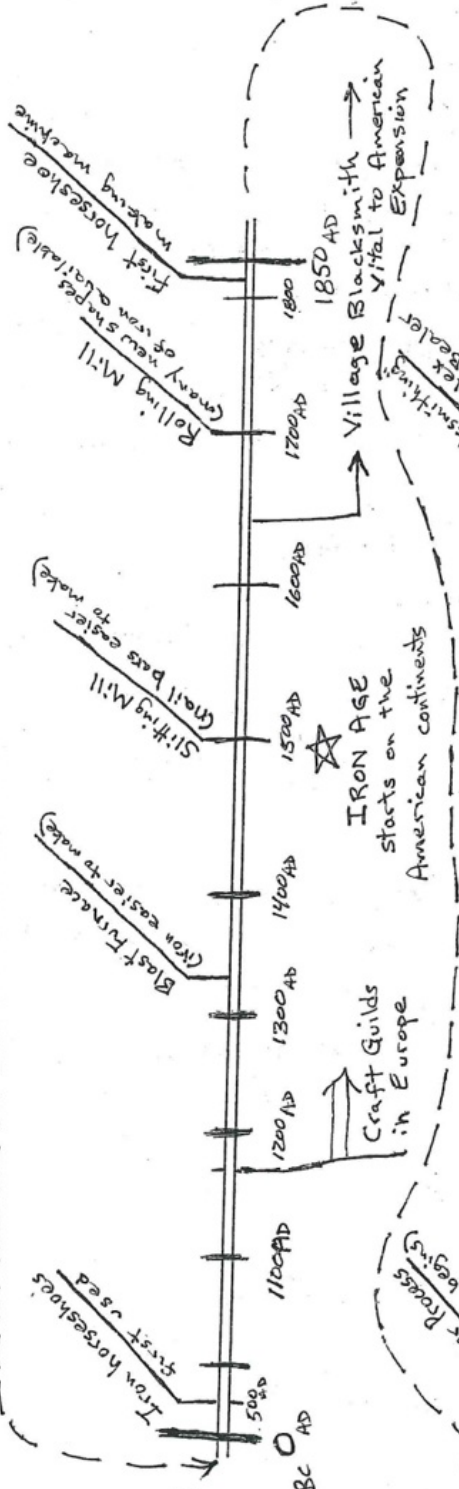 Iron horseshoes
first used
Blast Furnace
(iron easier to make)
Slitting Mill
(nail bars easier
to make)
Rolling Mill
(many new shapes
of iron available)
First horseshoe
making machine
BC
0 AD
500 AD
1100 AD
1200 AD
1300 AD
1400 AD
1500 AD
1600 AD
1700 AD
1800
1850 AD
Craft Guilds
in Europe
IRON AGE
starts on the
American continents
Village Blacksmith
Vital to American
Expansion
Process
begins)